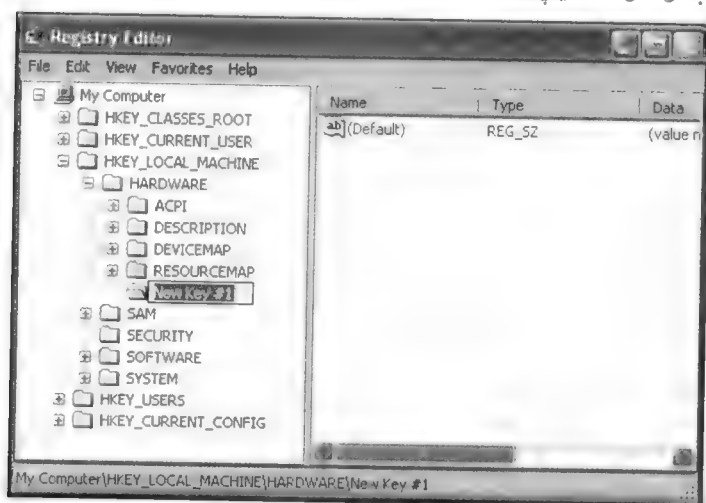 Registry Editor
File Edit View Favorites Help
My Computer
HKEY_CLASSES_ROOT
HKEY_CURRENT_USER
HKEY_LOCAL_MACHINE
HARDWARE
ACPI
DESCRIPTION
DEVICEMAP
RESOURCEMAP
New Key #1
SAM
SECURITY
SOFTWARE
SYSTEM
HKEY_USERS
HKEY_CURRENT_CONFIG
Name Type Data
ab (Default) REG_SZ (value n
My Computer\HKEY_LOCAL_MACHINE\HARDWARE\New Key #1